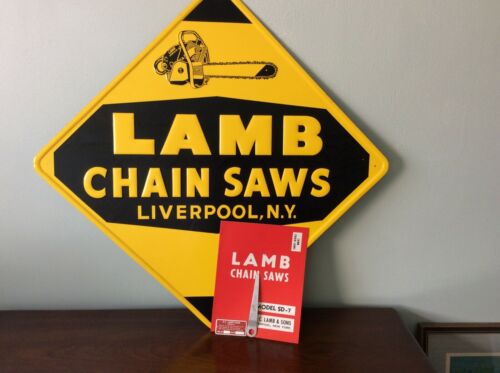 LAMB
CHAIN SAWS
LIVERPOOL, N.Y.
LAMB
CHAIN SAWS
MODEL SD-7
LAMB & SONS